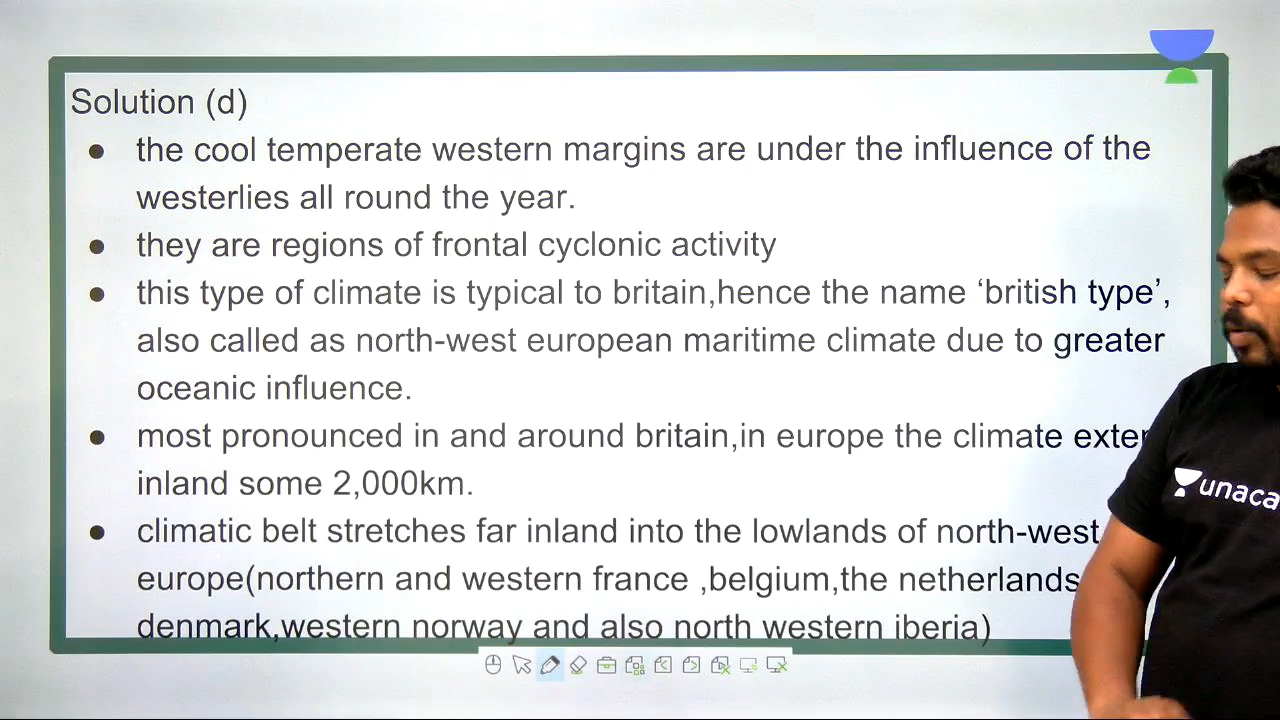 Solution (d)
● the cool temperate western margins are under the influence of the
westerlies all round the year.
● they are regions of frontal cyclonic activity
● this type of climate is typical to britain,hence the name ‘british type’,
also called as north-west european maritime climate due to greater
oceanic influence.
● most pronounced in and around britain,in europe the climate
inland some 2,000km.
● climatic belt stretches far inland into the lowlands of north-west
europe(northern and western france ,belgium,the netherlands
denmark,western norway and also north western iberia)